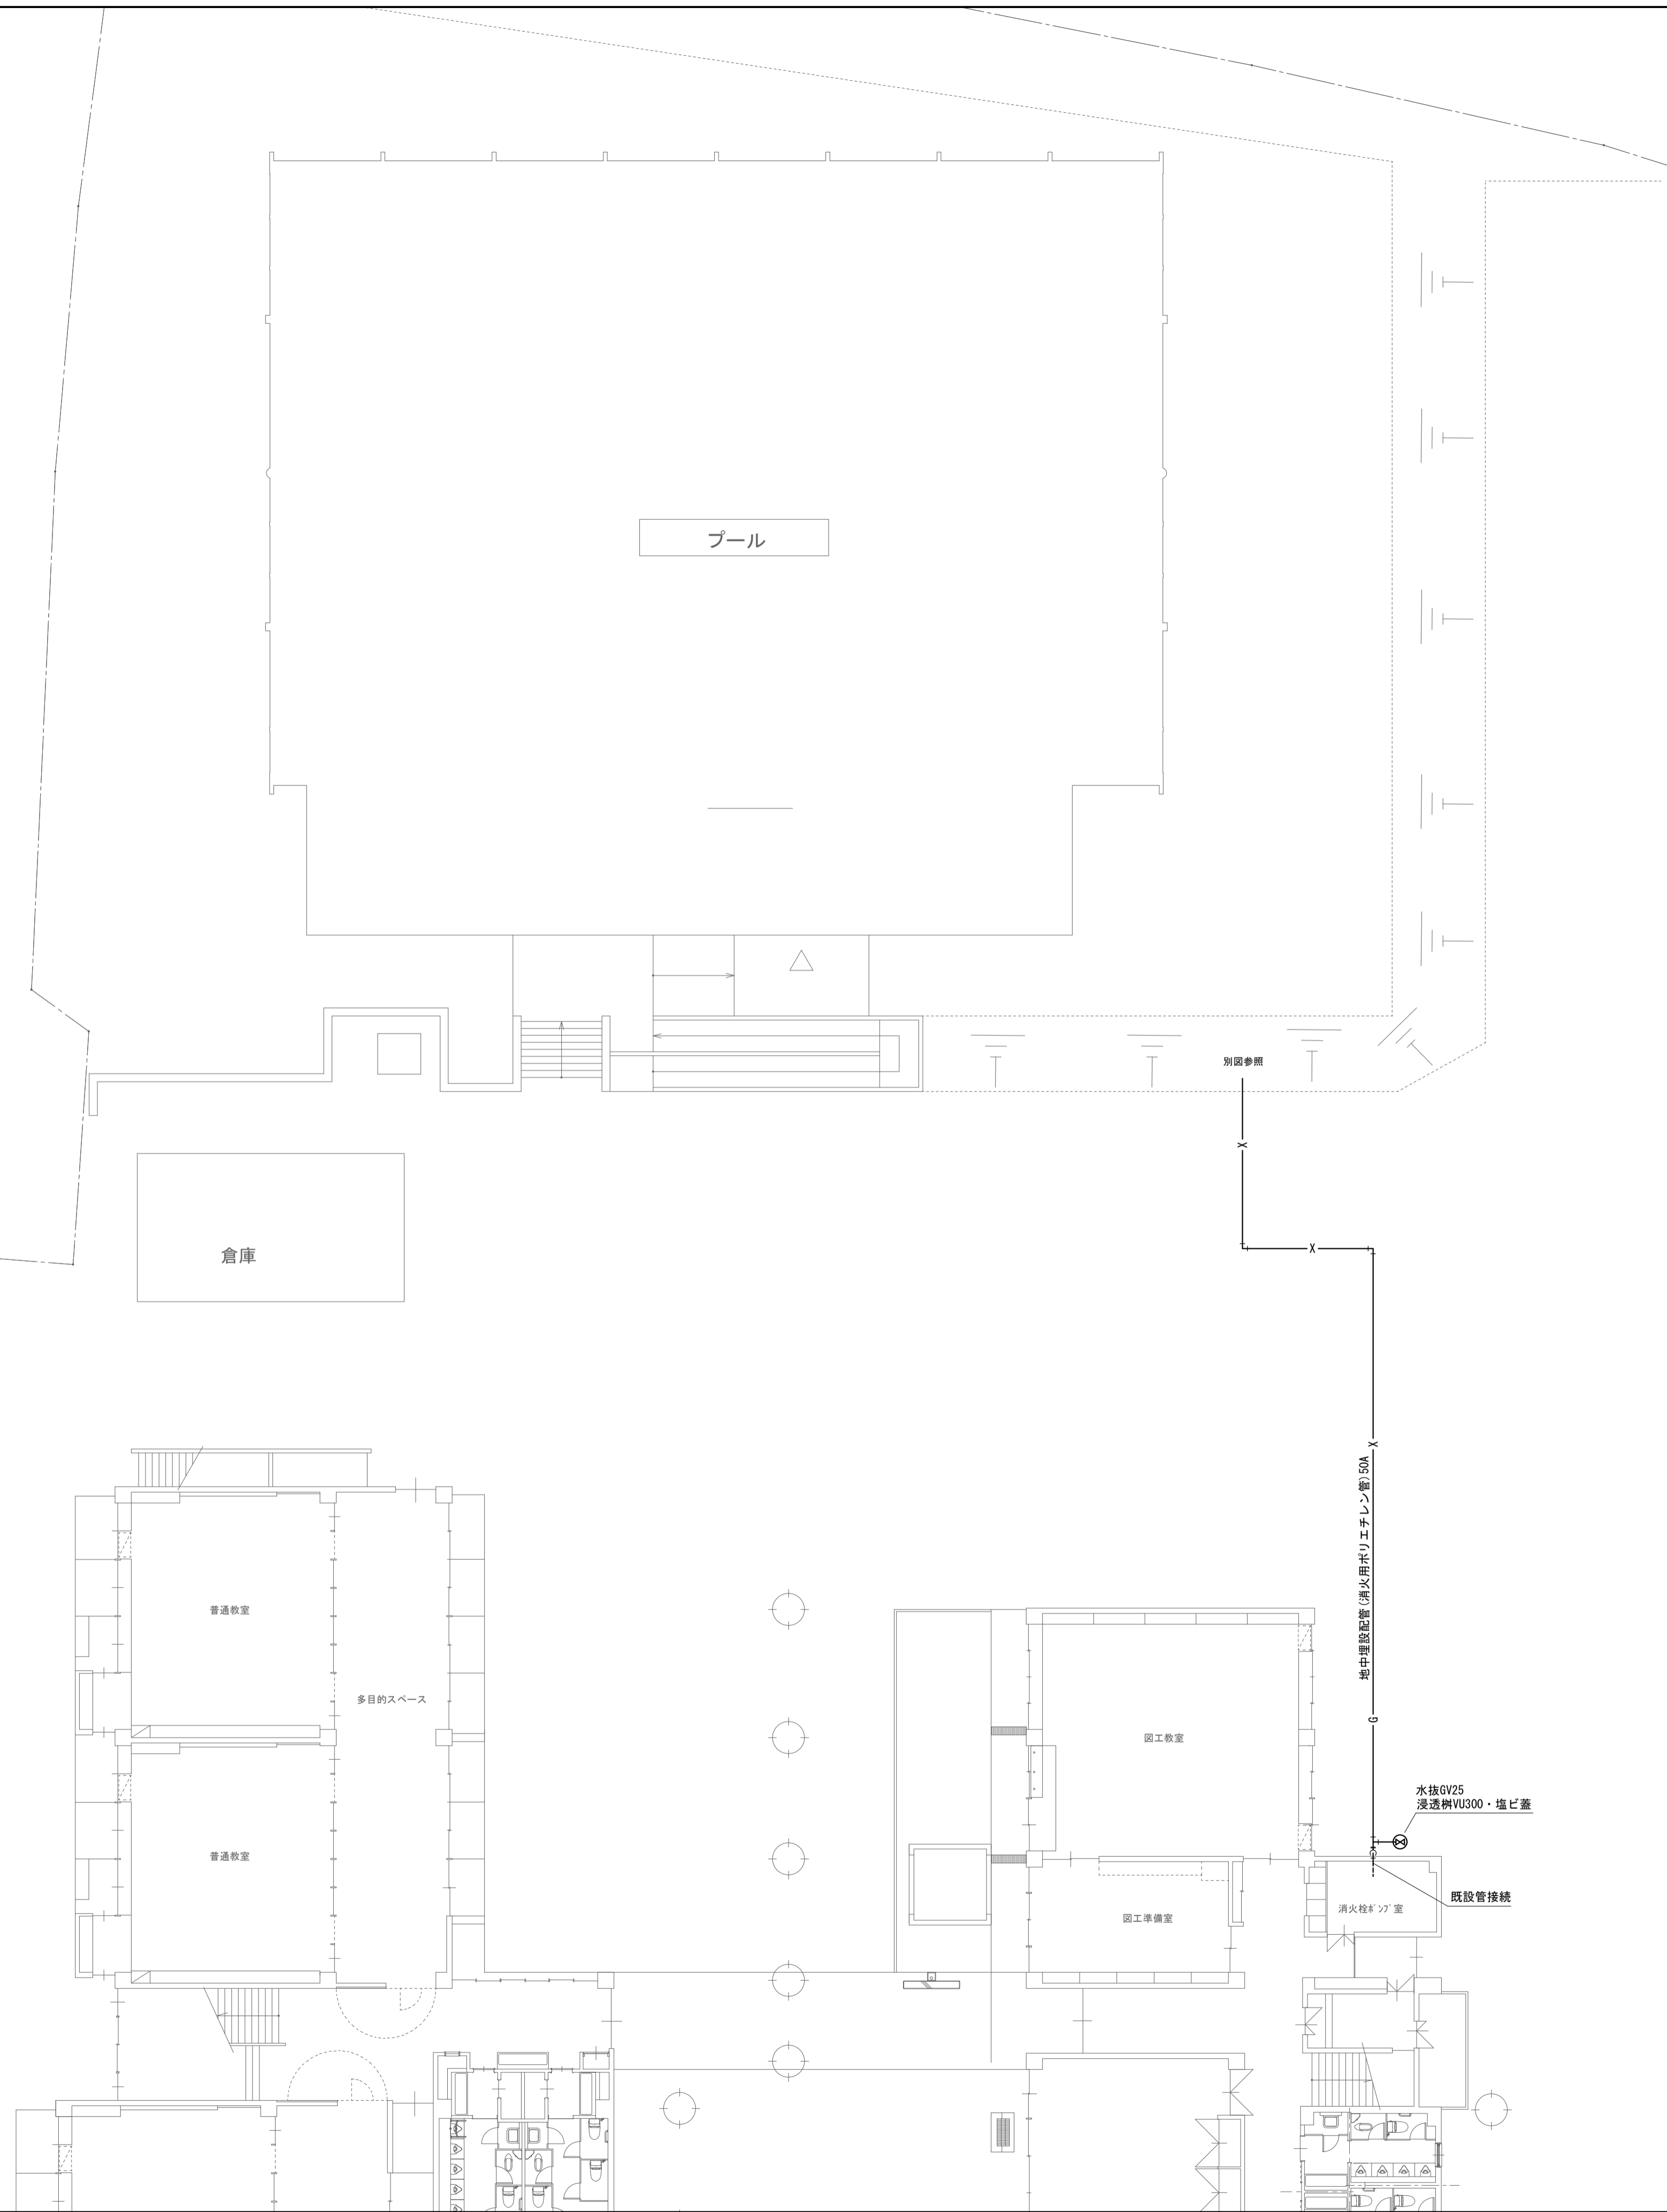 プール
別図参照
X
X
倉庫
X
地中埋設配管(消火用ポリエチレン管)50A
G
普通教室
多目的スペース
図工教室
水抜GV25
浸透桝VU300・塩ビ蓋
普通教室
既設管接続
消火栓ﾎﾟﾝﾌﾟ室
図工準備室